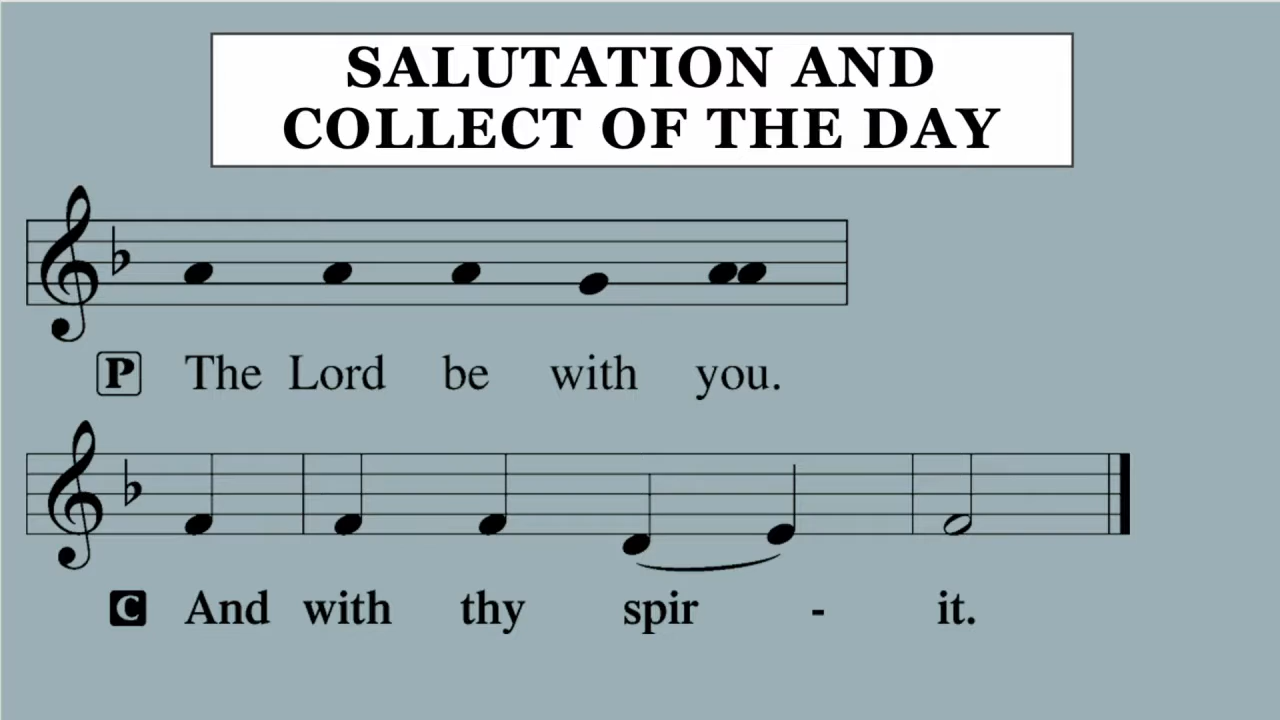 SALUTATION AND
COLLECT OF THE DAY
P The Lord be with you.
C And with thy spir - it.